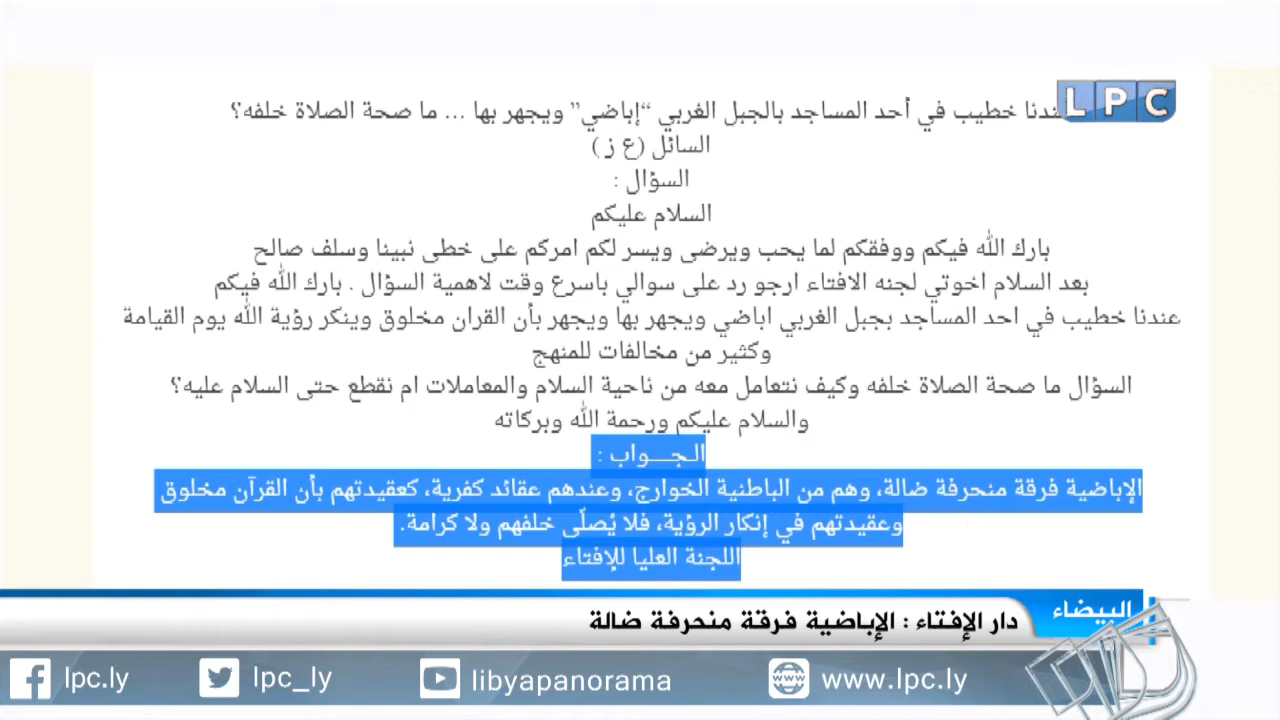 عندنا خطيب في أحد المساجد بالجبل الغربي “إباضي” ويجهر بها ... ما صحة الصلاة خلفه؟
LPC
السائل (ع ز)
السؤال :
السلام عليكم
بارك الله فيكم ووفقكم لما يحب ويرضى ويسر لكم امركم على خطى نبينا وسلف صالح
بعد السلام اخوتي لجنه الافتاء ارجو رد على سوالي باسرع وقت لاهمية السؤال . بارك الله فيكم
عندنا خطيب في احد المساجد بجبل الغربي اباضي ويجهر بها ويجهر بأن القران مخلوق وينكر رؤية الله يوم القيامة
وكثير من مخالفات للمنهج
السؤال ما صحة الصلاة خلفه وكيف نتعامل معه من ناحية السلام والمعاملات ام نقطع حتى السلام عليه؟
والسلام عليكم ورحمة الله وبركاته
الـجــواب :
الإباضية فرقة منحرفة ضالة، وهم من الباطنية الخوارج، وعندهم عقائد كفرية، كعقيدتهم بأن القرآن مخلوق
وعقيدتهم في إنكار الرؤية، فلا يُصلّى خلفهم ولا كرامة.
اللجنة العليا للإفتاء
البيضاء
دار الإفتاء : الإباضية فرقة منحرفة ضالة
lpc.ly
lpc_ly
libyapanorama
www.lpc.ly